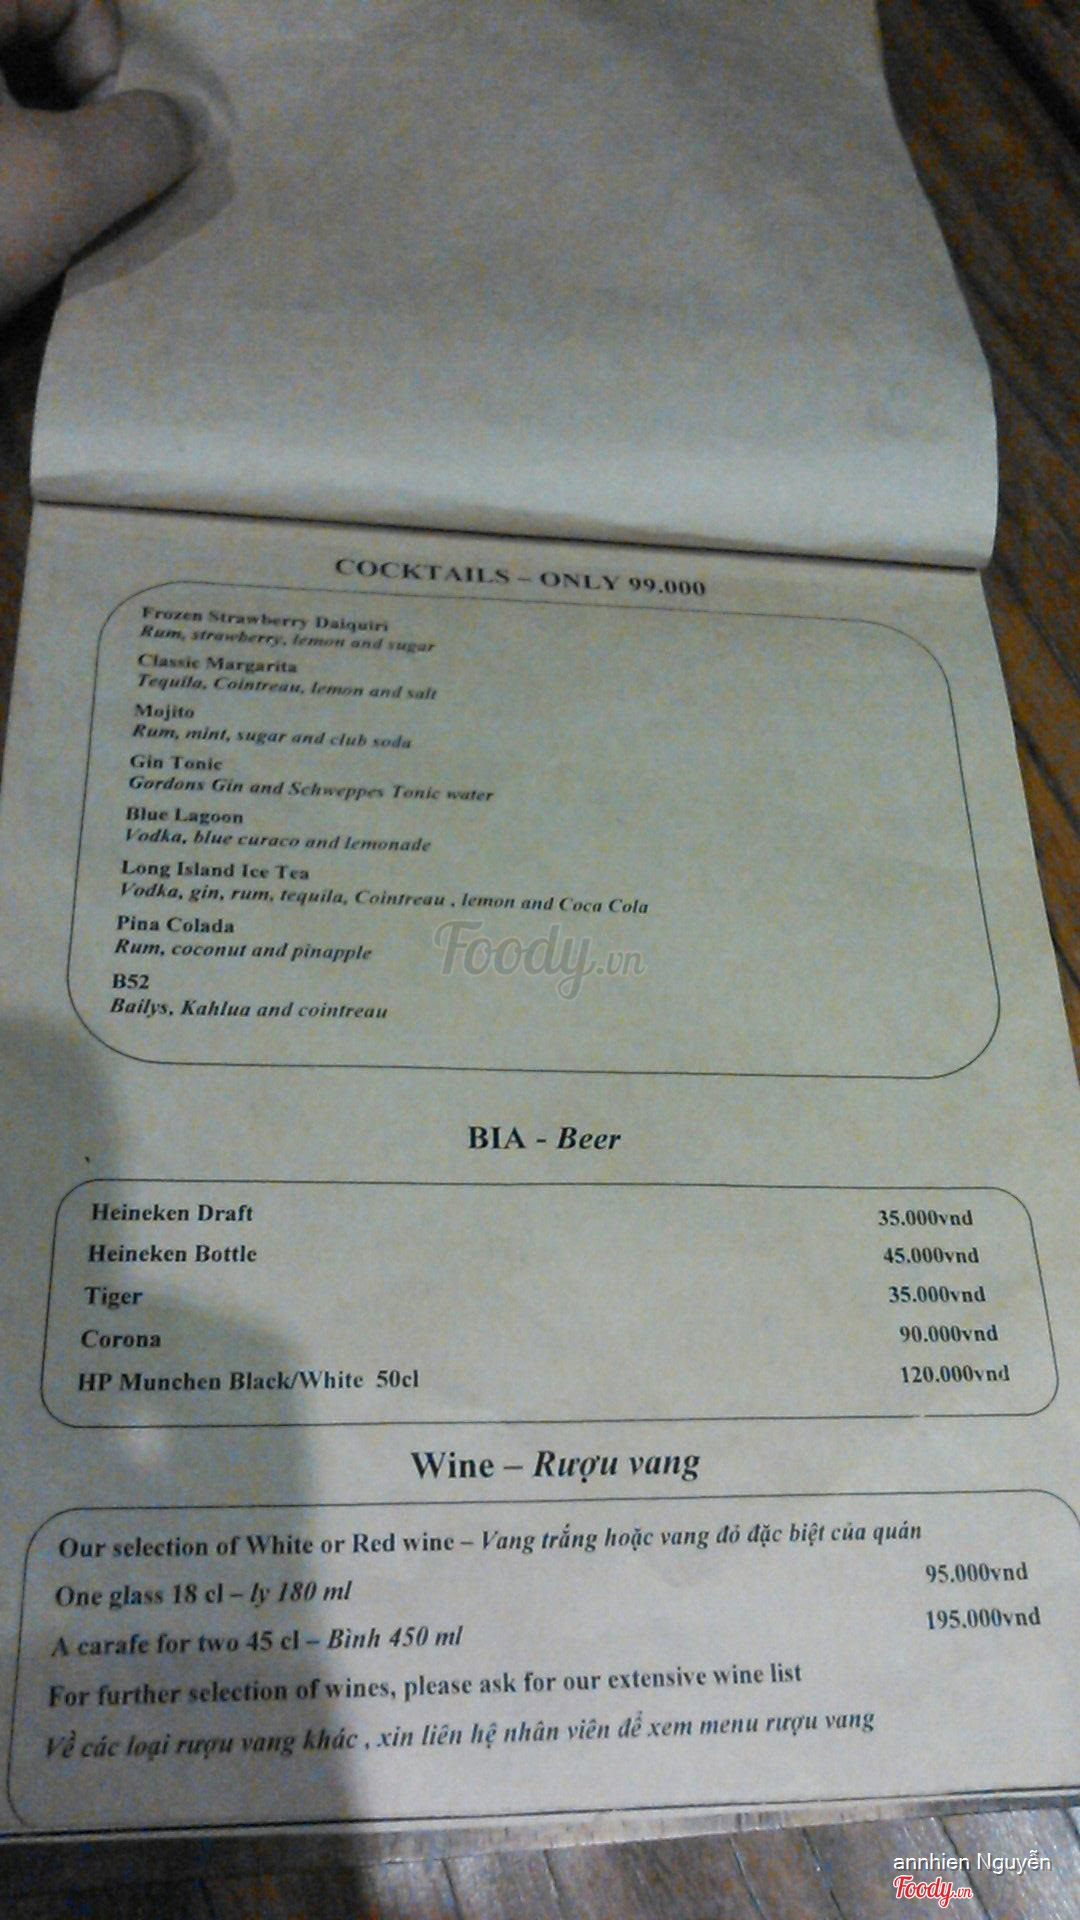 COCKTAILS – ONLY 99.000
Frozen Strawberry Daiquiri
Rum, strawberry, lemon and sugar
Classic Margarita
Tequila, Cointreau, lemon and salt
Mojito
Rum, mint, sugar and club soda
Gin Tonic
Gordons Gin and Schweppes Tonic water
Blue Lagoon
Vodka, blue curaco and lemonade
Long Island Ice Tea
Vodka, gin, rum, tequila, Cointreau , lemon and Coca Cola
Pina Colada
Rum, coconut and pinapple
B52
Bailys, Kahlua and cointreau
Foody.vn
BIA - Beer
Heineken Draft 35.000vnd
Heineken Bottle 45.000vnd
Tiger 35.000vnd
Corona 90.000vnd
HP Munchen Black/White 50cl 120.000vnd
Wine – Rượu vang
Our selection of White or Red wine – Vang trắng hoặc vang đỏ đặc biệt của quán
One glass 18 cl – ly 180 ml 95.000vnd
A carafe for two 45 cl – Bình 450 ml 195.000vnd
For further selection of wines, please ask for our extensive wine list
Về các loại rượu vang khác , xin liên hệ nhân viên để xem menu rượu vang
annhien Nguyễn
Foody.vn